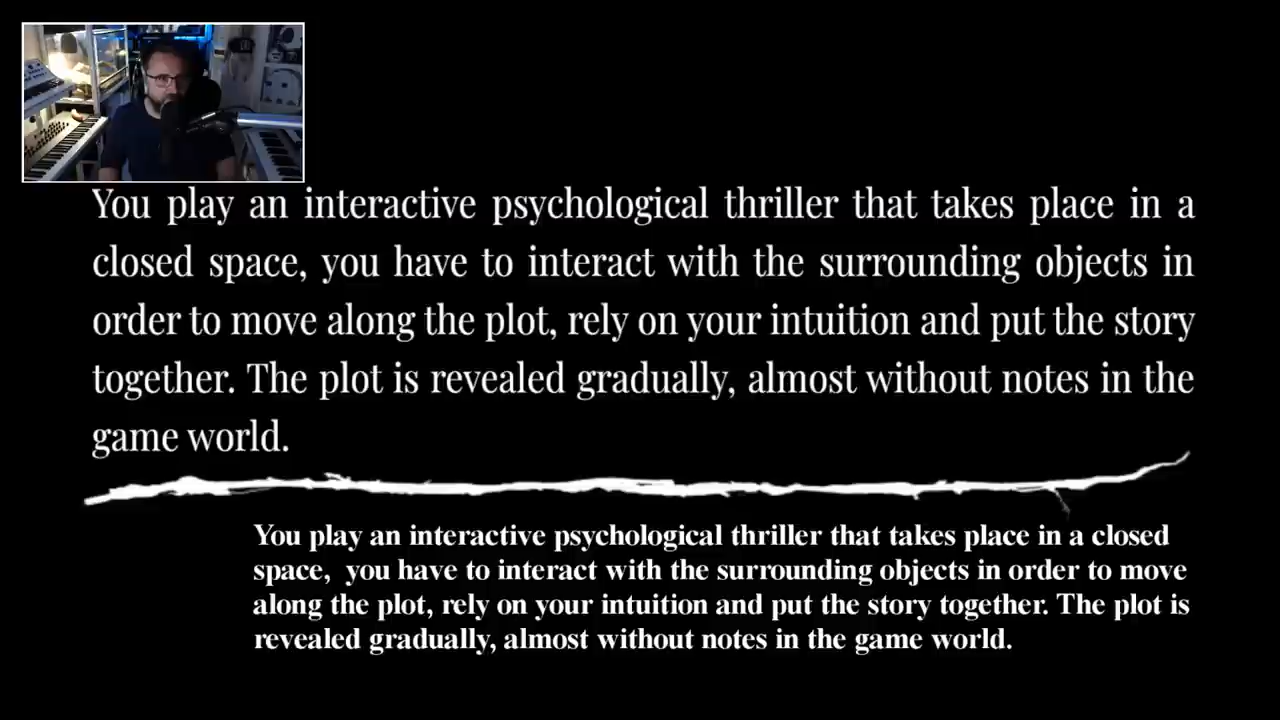 You play an interactive psychological thriller that takes place in a
closed space, you have to interact with the surrounding objects in
order to move along the plot, rely on your intuition and put the story
together. The plot is revealed gradually, almost without notes in the
game world.
You play an interactive psychological thriller that takes place in a closed
space,  you have to interact with the surrounding objects in order to move
along the plot, rely on your intuition and put the story together. The plot is
revealed gradually, almost without notes in the game world.